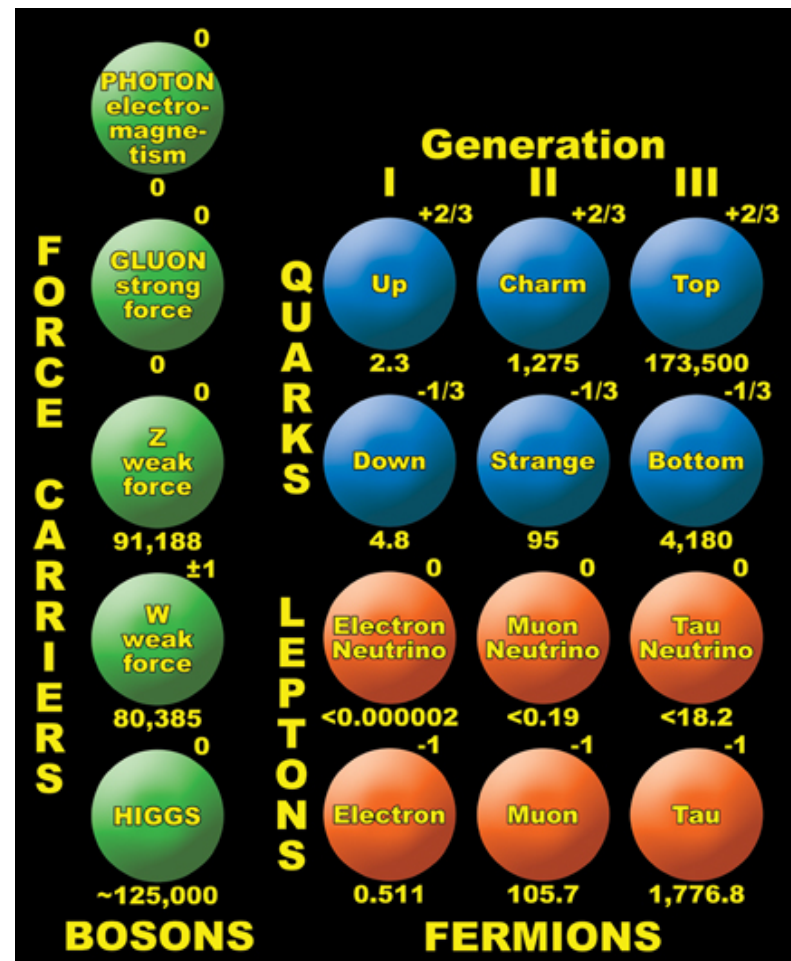 0
PHOTON
electro-
magne-
tism
0
FORCE CARRIERS
0
GLUON
strong
force
0
0
Z
weak
force
91,188
±1
W
weak
force
80,385
0
HIGGS
~125,000
BOSONS
Generation
I II III
QUARKS
+2/3 +2/3 +2/3
Up Charm Top
2.3 1,275 173,500
-1/3 -1/3 -1/3
Down Strange Bottom
4.8 95 4,180
LEPTONS
0 0 0
Electron Muon Tau
Neutrino Neutrino Neutrino
<0.000002 <0.19 <18.2
-1 -1 -1
Electron Muon Tau
0.511 105.7 1,776.8
FERMIONS